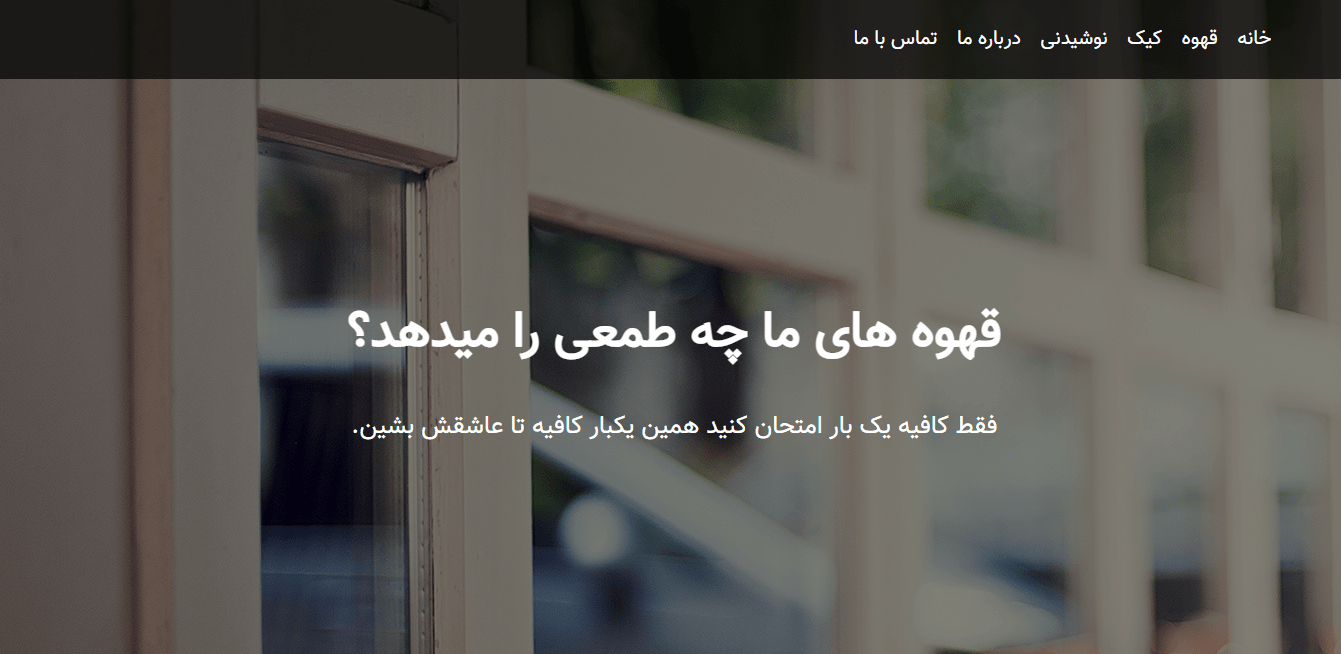 خانه قهوه کیک نوشیدنی درباره ما تماس با ما
قهوه های ما چه طمعی را میدهد؟
فقط کافیه یک بار امتحان کنید همین یکبار کافیه تا عاشقش بشین.